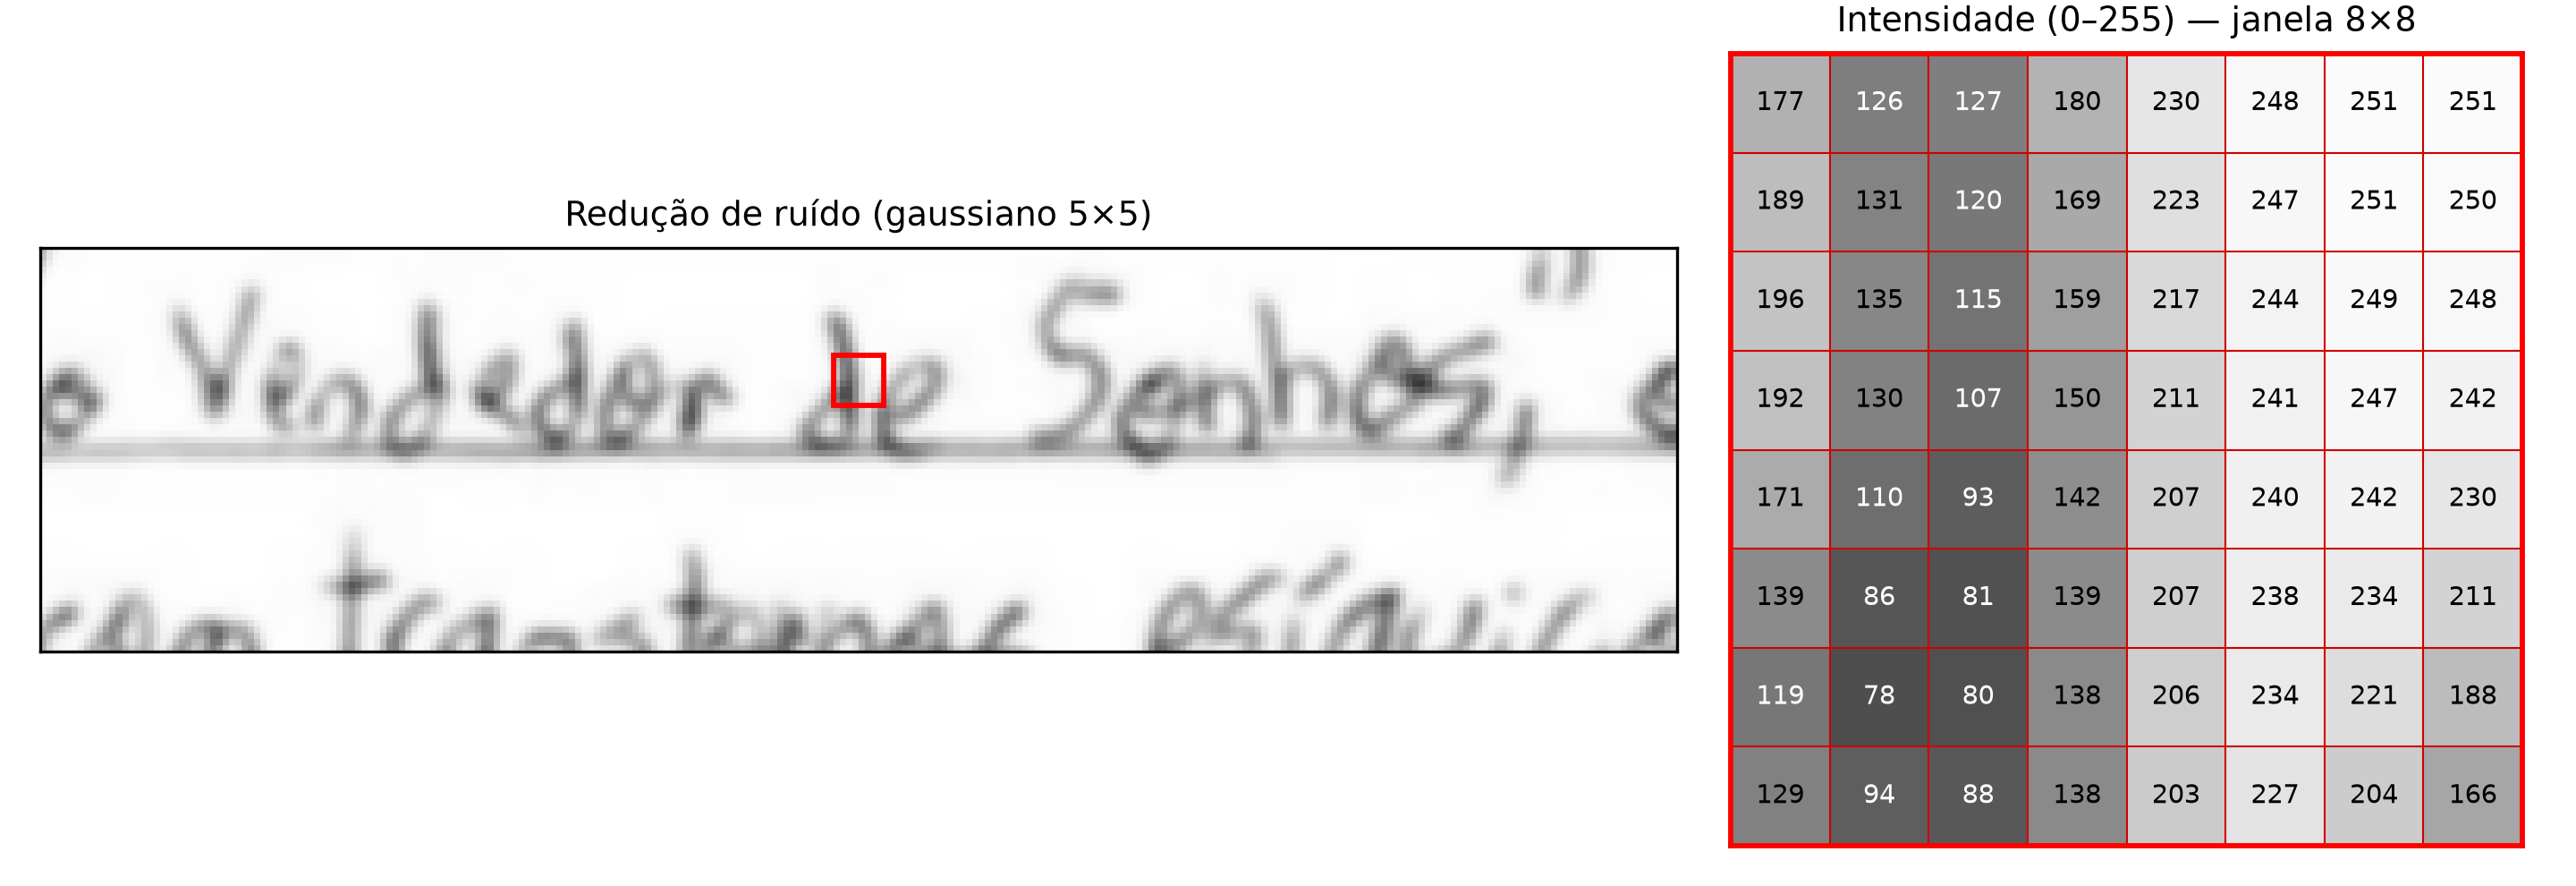 Intensidade (0–255) — janela 8×8
Redução de ruído (gaussiano 5×5)
o Vendedor de Sonhos,"
177 126 127 180 230 248 251 251
189 131 120 169 223 247 251 250
196 135 115 159 217 244 249 248
192 130 107 150 211 241 247 242
171 110 93 142 207 240 242 230
139 86 81 139 207 238 234 211
119 78 80 138 206 234 221 188
129 94 88 138 203 227 204 166